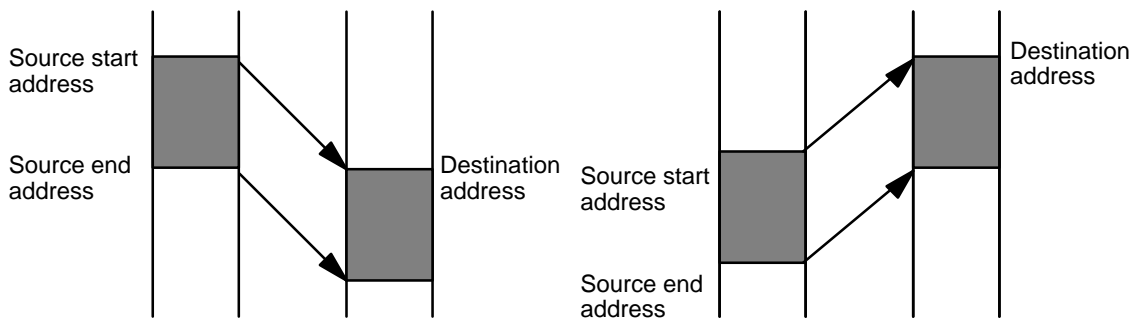 Source start
address
Source end
address
Destination
address
Source start
address
Source end
address
Destination
address